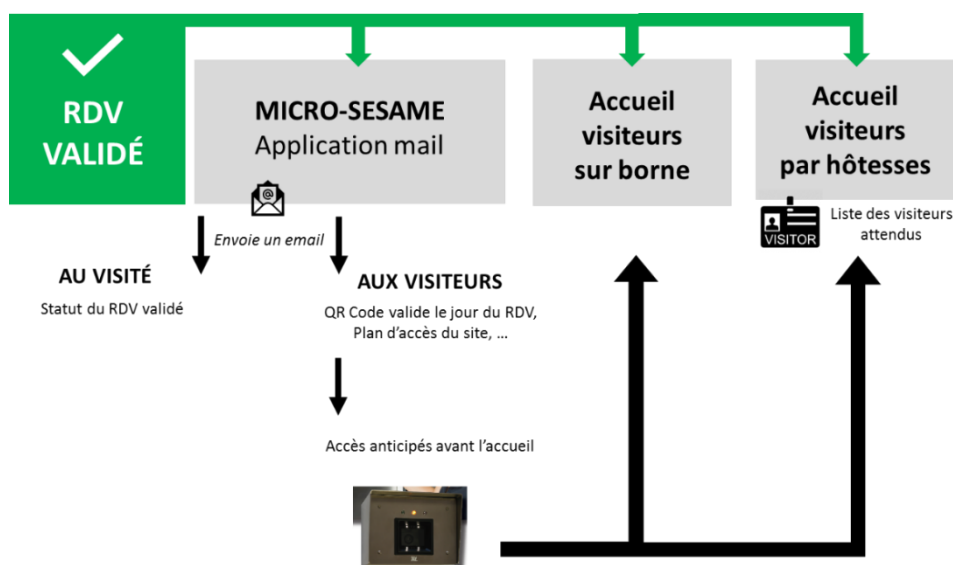 RDV
VALIDÉ
MICRO-SESAME
Application mail
@
Envoie un email
AU VISITÉ
Statut du RDV validé
AUX VISITEURS
QR Code valide le jour du RDV,
Plan d’accès du site, ...
Accès anticipés avant l’accueil
Accueil
visiteurs
sur borne
Accueil
visiteurs
par hôtesses
VISITOR
Liste des visiteurs
attendus